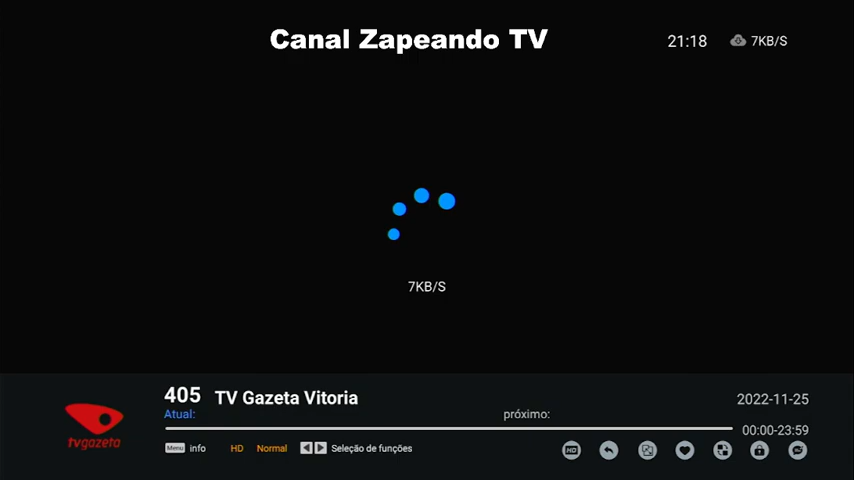 Canal Zapeando TV
21:18
7KB/S
7KB/S
405 TV Gazeta Vitoria
2022-11-25
Atual:
próximo:
00:00-23:59
tvgazeta
Menu info HD Normal Seleção de funções
HD